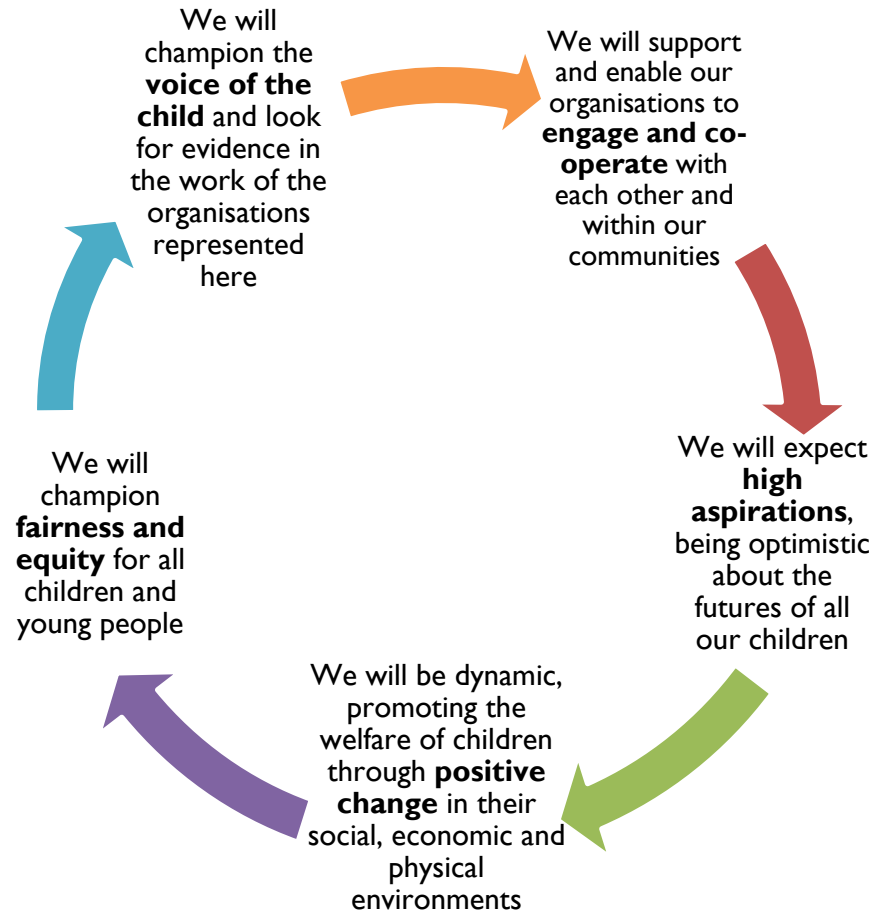 We will
champion the
voice of the
child and look
for evidence in
the work of the
organisations
represented
here
We will support
and enable our
organisations to
engage and co-
operate with
each other and
within our
communities
We will expect
high
aspirations,
being optimistic
about the
futures of all
our children
We will be dynamic,
promoting the
welfare of children
through positive
change in their
social, economic and
physical
environments
We will
champion
fairness and
equity for all
children and
young people